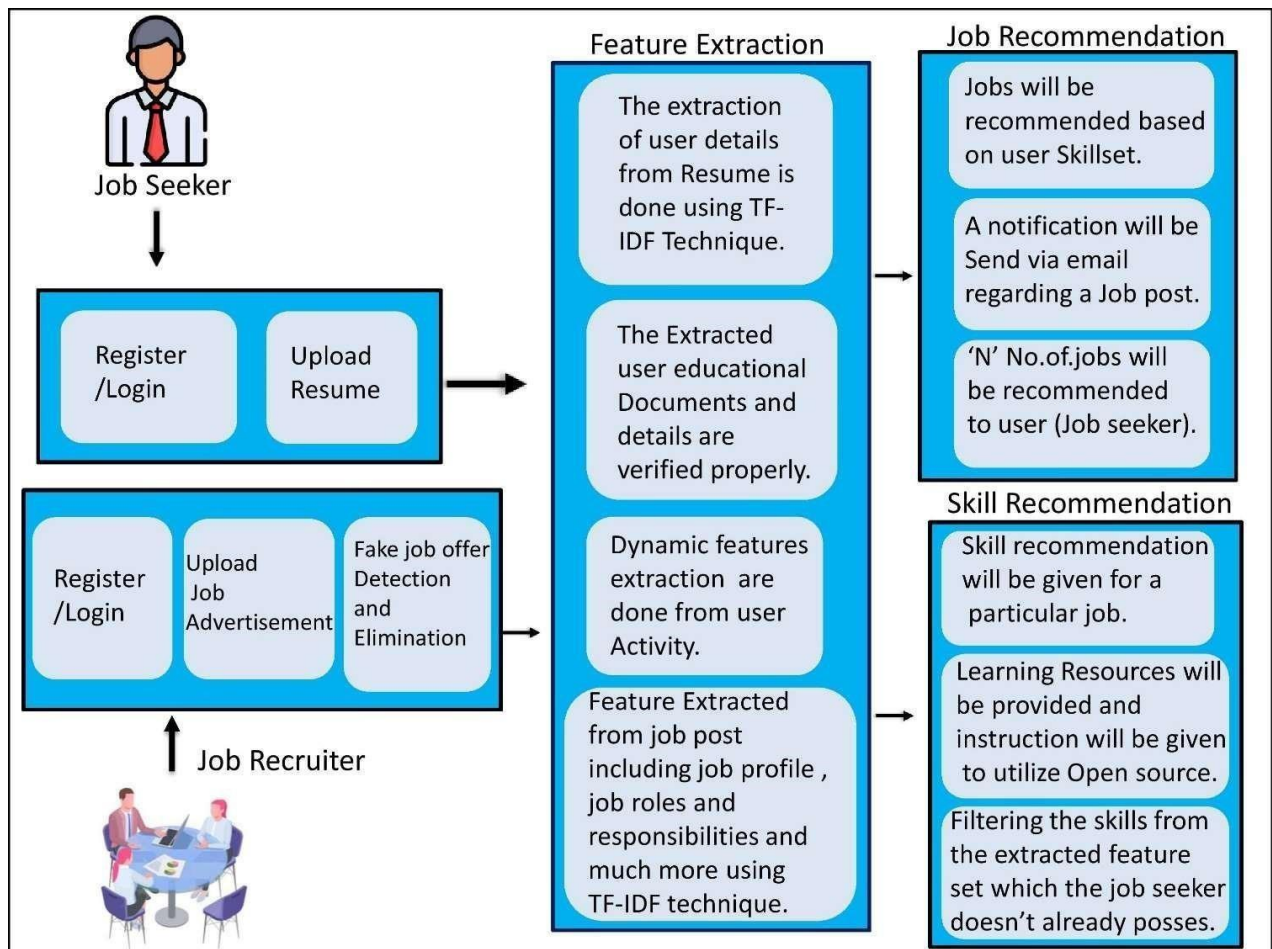 Job Seeker
Register
/Login
Upload
Resume
Register
/Login
Upload
Job
Advertisement
Fake job offer
Detection
and
Elimination
Job Recruiter
Feature Extraction
The extraction
of user details
from Resume is
done using TF-
IDF Technique.
The Extracted
user educational
Documents and
details are
verified properly.
Dynamic features
extraction are
done from user
Activity.
Feature Extracted
from job post
including job profile ,
job roles and
responsibilities and
much more using
TF-IDF technique.
Job Recommendation
Jobs will be
recommended based
on user Skillset.
A notification will be
Send via email
regarding a Job post.
‘N’ No.of.jobs will
be recommended
to user (Job seeker).
Skill Recommendation
Skill recommendation
will be given for a
particular job.
Learning Resources will
be provided and
instruction will be given
to utilize Open source.
Filtering the skills from
the extracted feature
set which the job seeker
doesn’t already posses.